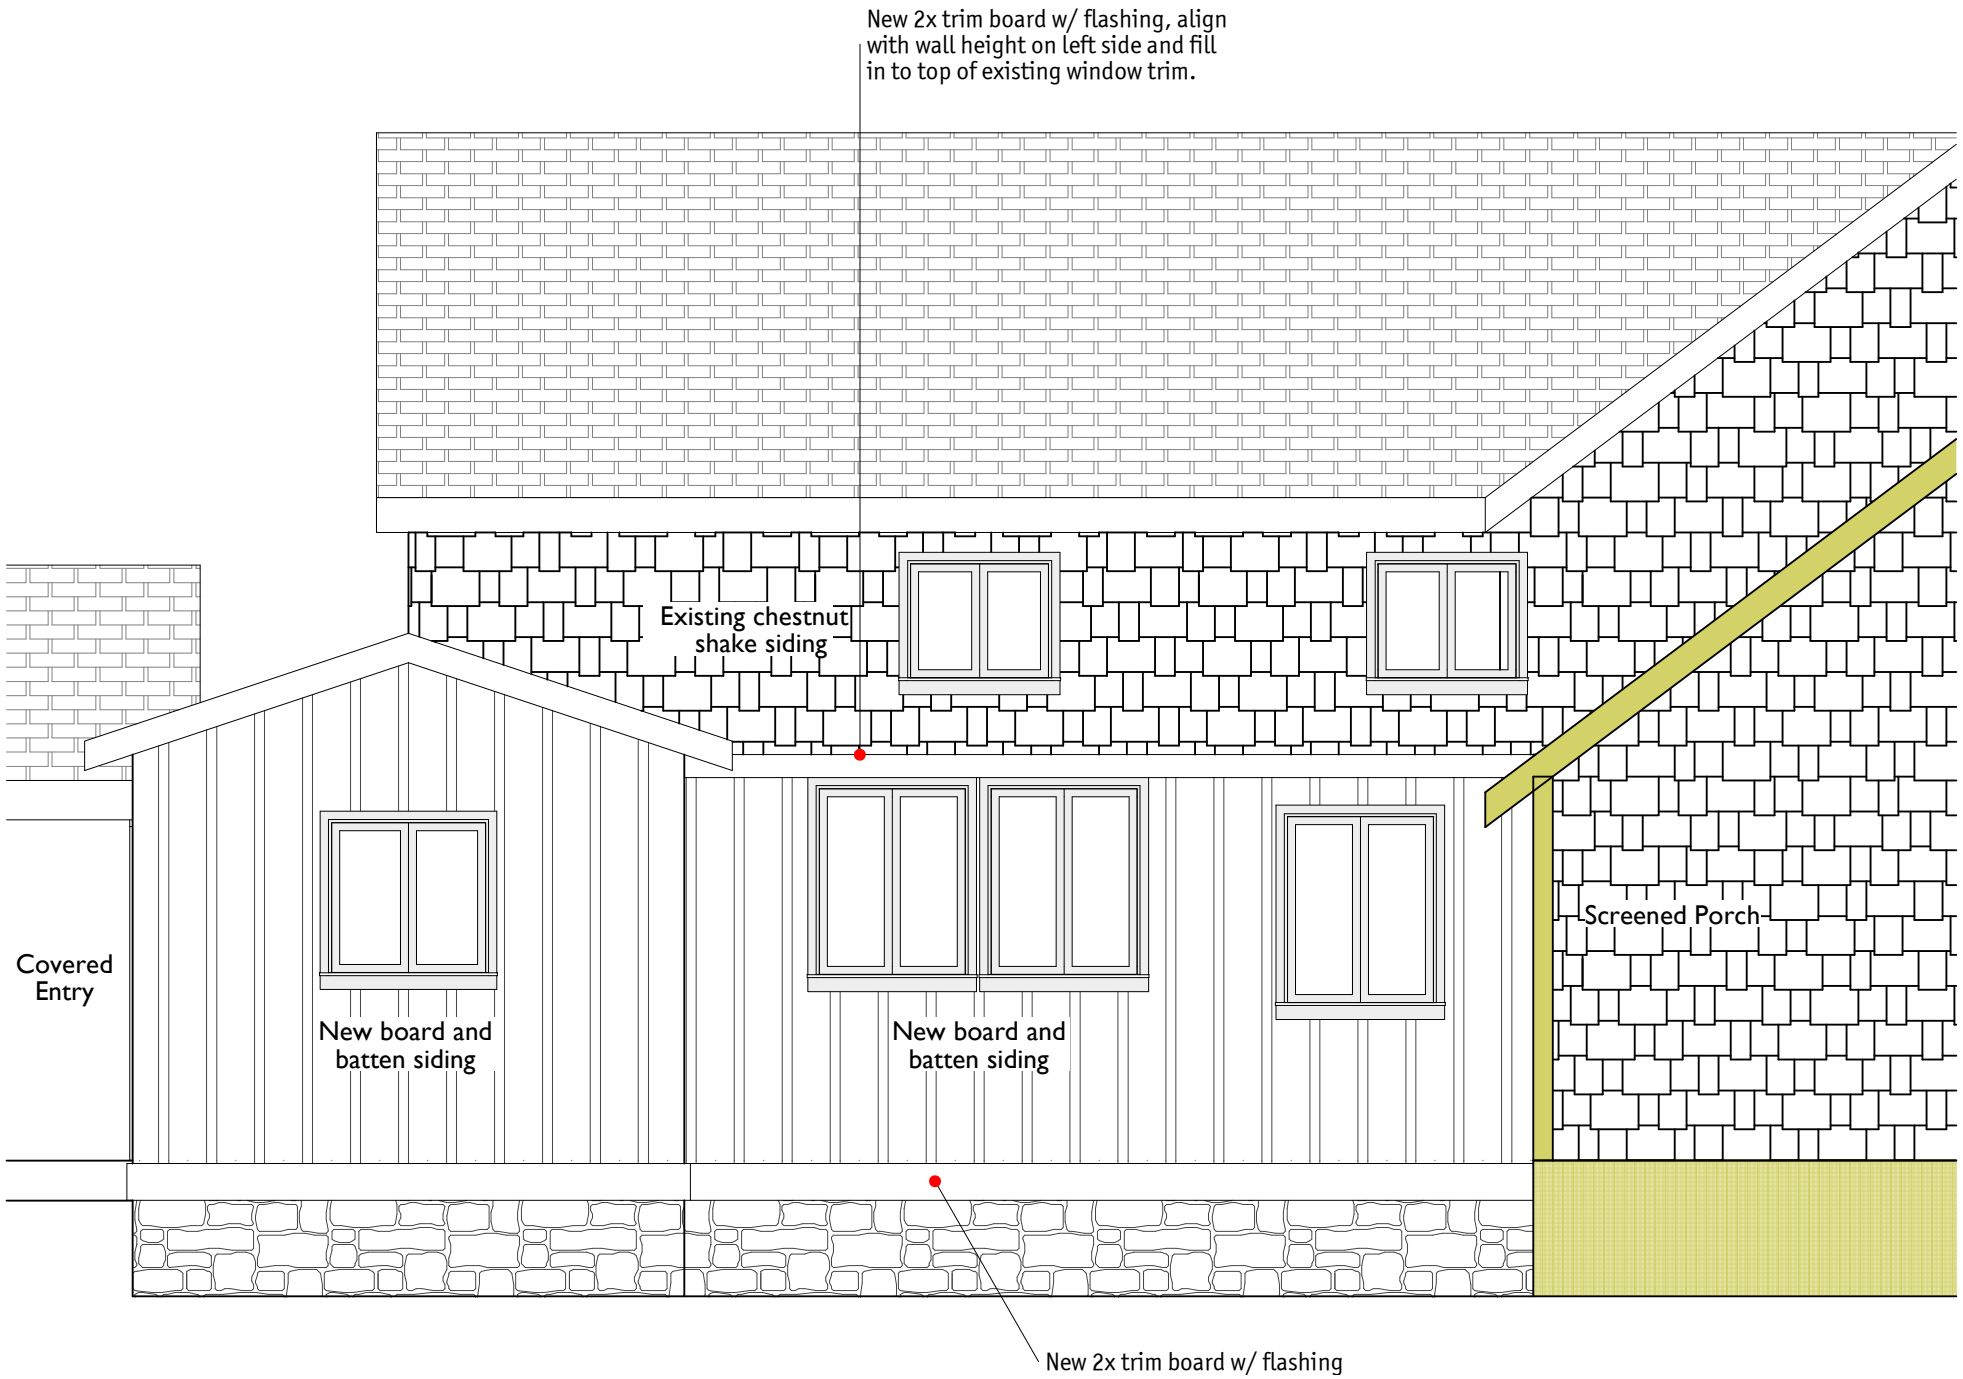 New 2x trim board w/ flashing, align
with wall height on left side and fill
in to top of existing window trim.
Existing chestnut
shake siding
Screened Porch
Covered
Entry
New board and
batten siding
New board and
batten siding
New 2x trim board w/ flashing